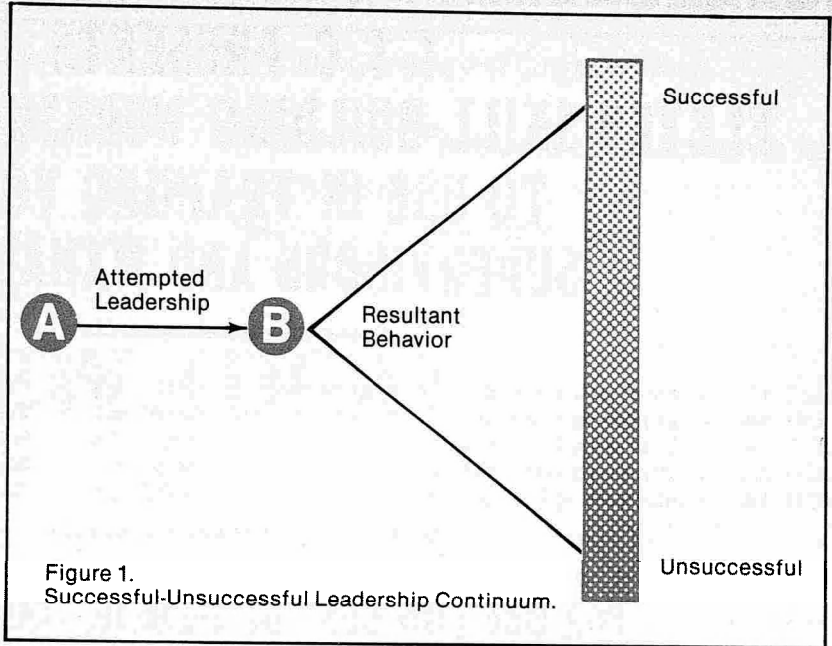 Successful
Attempted
Leadership
A
B
Resultant
Behavior
Unsuccessful
Figure 1.
Successful-Unsuccessful Leadership Continuum.